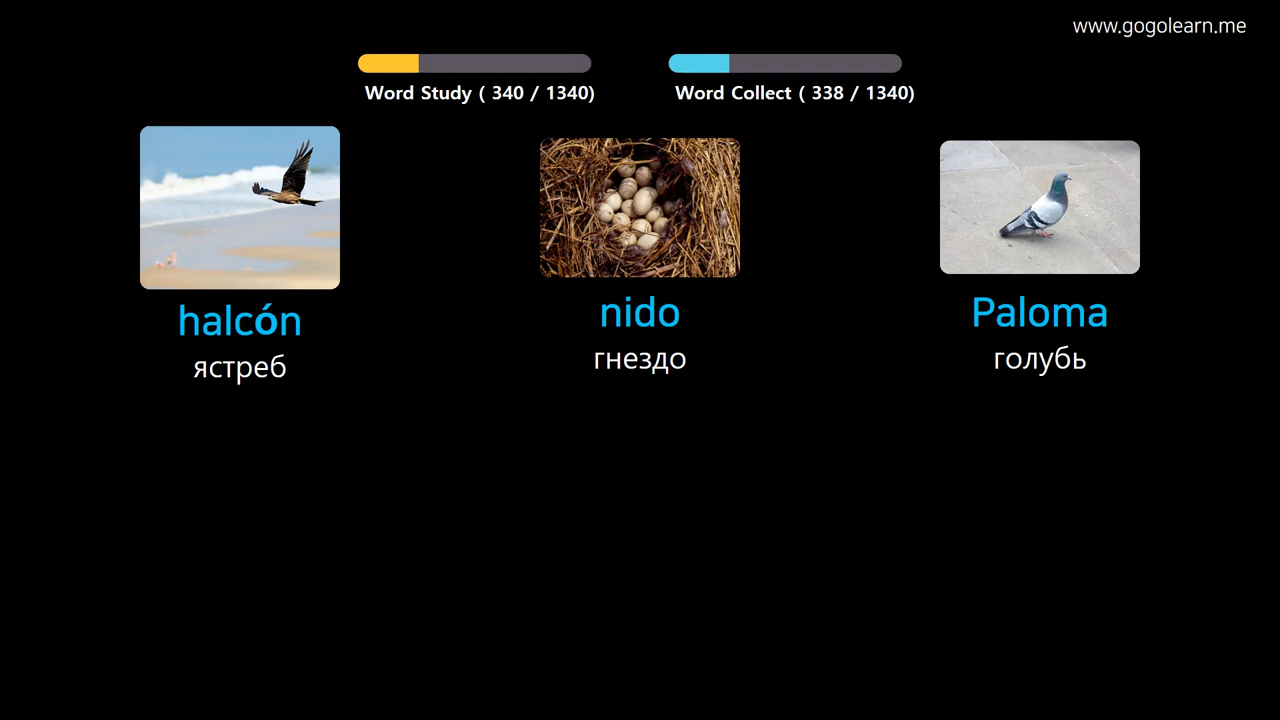 www.gogolearn.me
Word Study ( 340 / 1340)
Word Collect ( 338 / 1340)
halcón
ястреб
nido
гнездо
Paloma
голубь